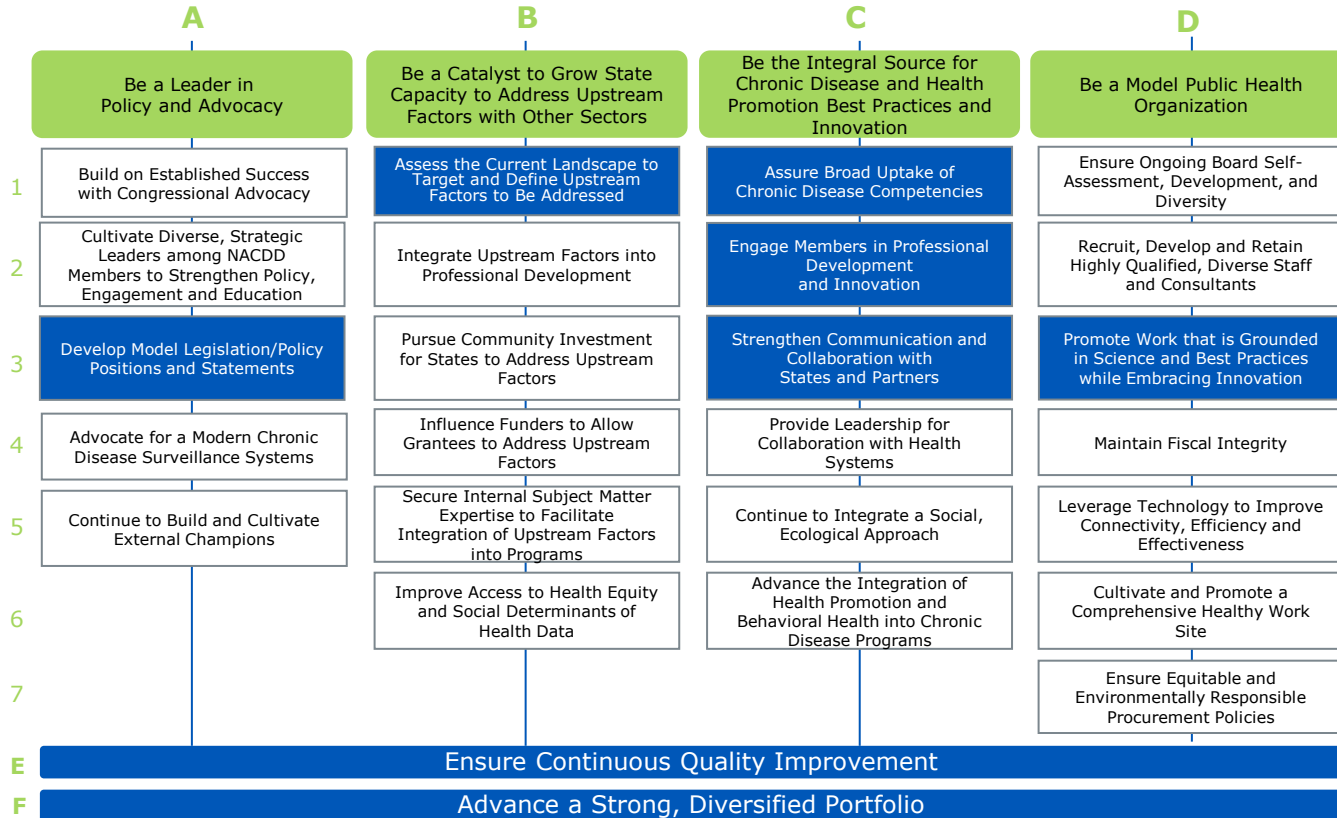 A
B
C
D
Be a Leader in
Policy and Advocacy
Be a Catalyst to Grow State
Capacity to Address Upstream
Factors with Other Sectors
Be the Integral Source for
Chronic Disease and Health
Promotion Best Practices and
Innovation
Be a Model Public Health
Organization
1
Build on Established Success
with Congressional Advocacy
Assess the Current Landscape to
Target and Define Upstream
Factors to Be Addressed
Assure Broad Uptake of
Chronic Disease Competencies
Ensure Ongoing Board Self-
Assessment, Development, and
Diversity
2
Cultivate Diverse, Strategic
Leaders among NACDD
Members to Strengthen Policy,
Engagement and Education
Integrate Upstream Factors into
Professional Development
Engage Members in Professional
Development
and Innovation
Recruit, Develop and Retain
Highly Qualified, Diverse Staff
and Consultants
3
Develop Model Legislation/Policy
Positions and Statements
Pursue Community Investment
for States to Address Upstream
Factors
Strengthen Communication and
Collaboration with
States and Partners
Promote Work that is Grounded
in Science and Best Practices
while Embracing Innovation
4
Advocate for a Modern Chronic
Disease Surveillance Systems
Influence Funders to Allow
Grantees to Address Upstream
Factors
Provide Leadership for
Collaboration with Health
Systems
Maintain Fiscal Integrity
5
Continue to Build and Cultivate
External Champions
Secure Internal Subject Matter
Expertise to Facilitate
Integration of Upstream Factors
into Programs
Continue to Integrate a Social,
Ecological Approach
Leverage Technology to Improve
Connectivity, Efficiency and
Effectiveness
6
Improve Access to Health Equity
and Social Determinants of
Health Data
Advance the Integration of
Health Promotion and
Behavioral Health into Chronic
Disease Programs
Cultivate and Promote a
Comprehensive Healthy Work
Site
7
Ensure Equitable and
Environmentally Responsible
Procurement Policies
E
Ensure Continuous Quality Improvement
F
Advance a Strong, Diversified Portfolio